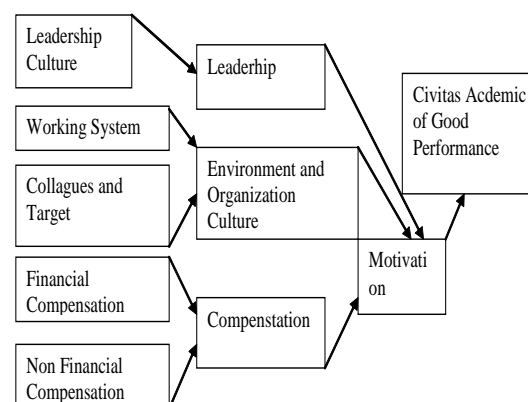 Leadership
Culture
Leaderhip
Civitas Acdemic
of Good
Performance
Working System
Environment and
Organization
Culture
Collagues and
Target
Motivati
on
Financial
Compensation
Compenstation
Non Financial
Compensation